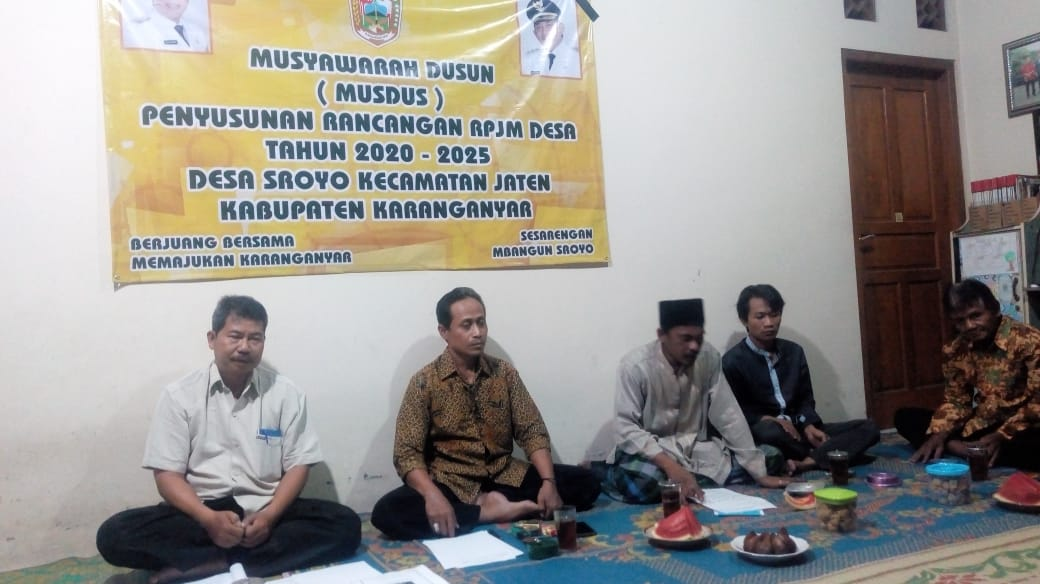 MUSYAWARAH DUSUN
( MUSDUS )
PENYUSUNAN RANCANGAN RPJM DESA
TAHUN 2020 - 2025
DESA SROYO KECAMATAN JATEN
KABUPATEN KARANGANYAR
BERJUANG BERSAMA
MEMAJUKAN KARANGANYAR
SESARENGAN
MBANGUN SROYO